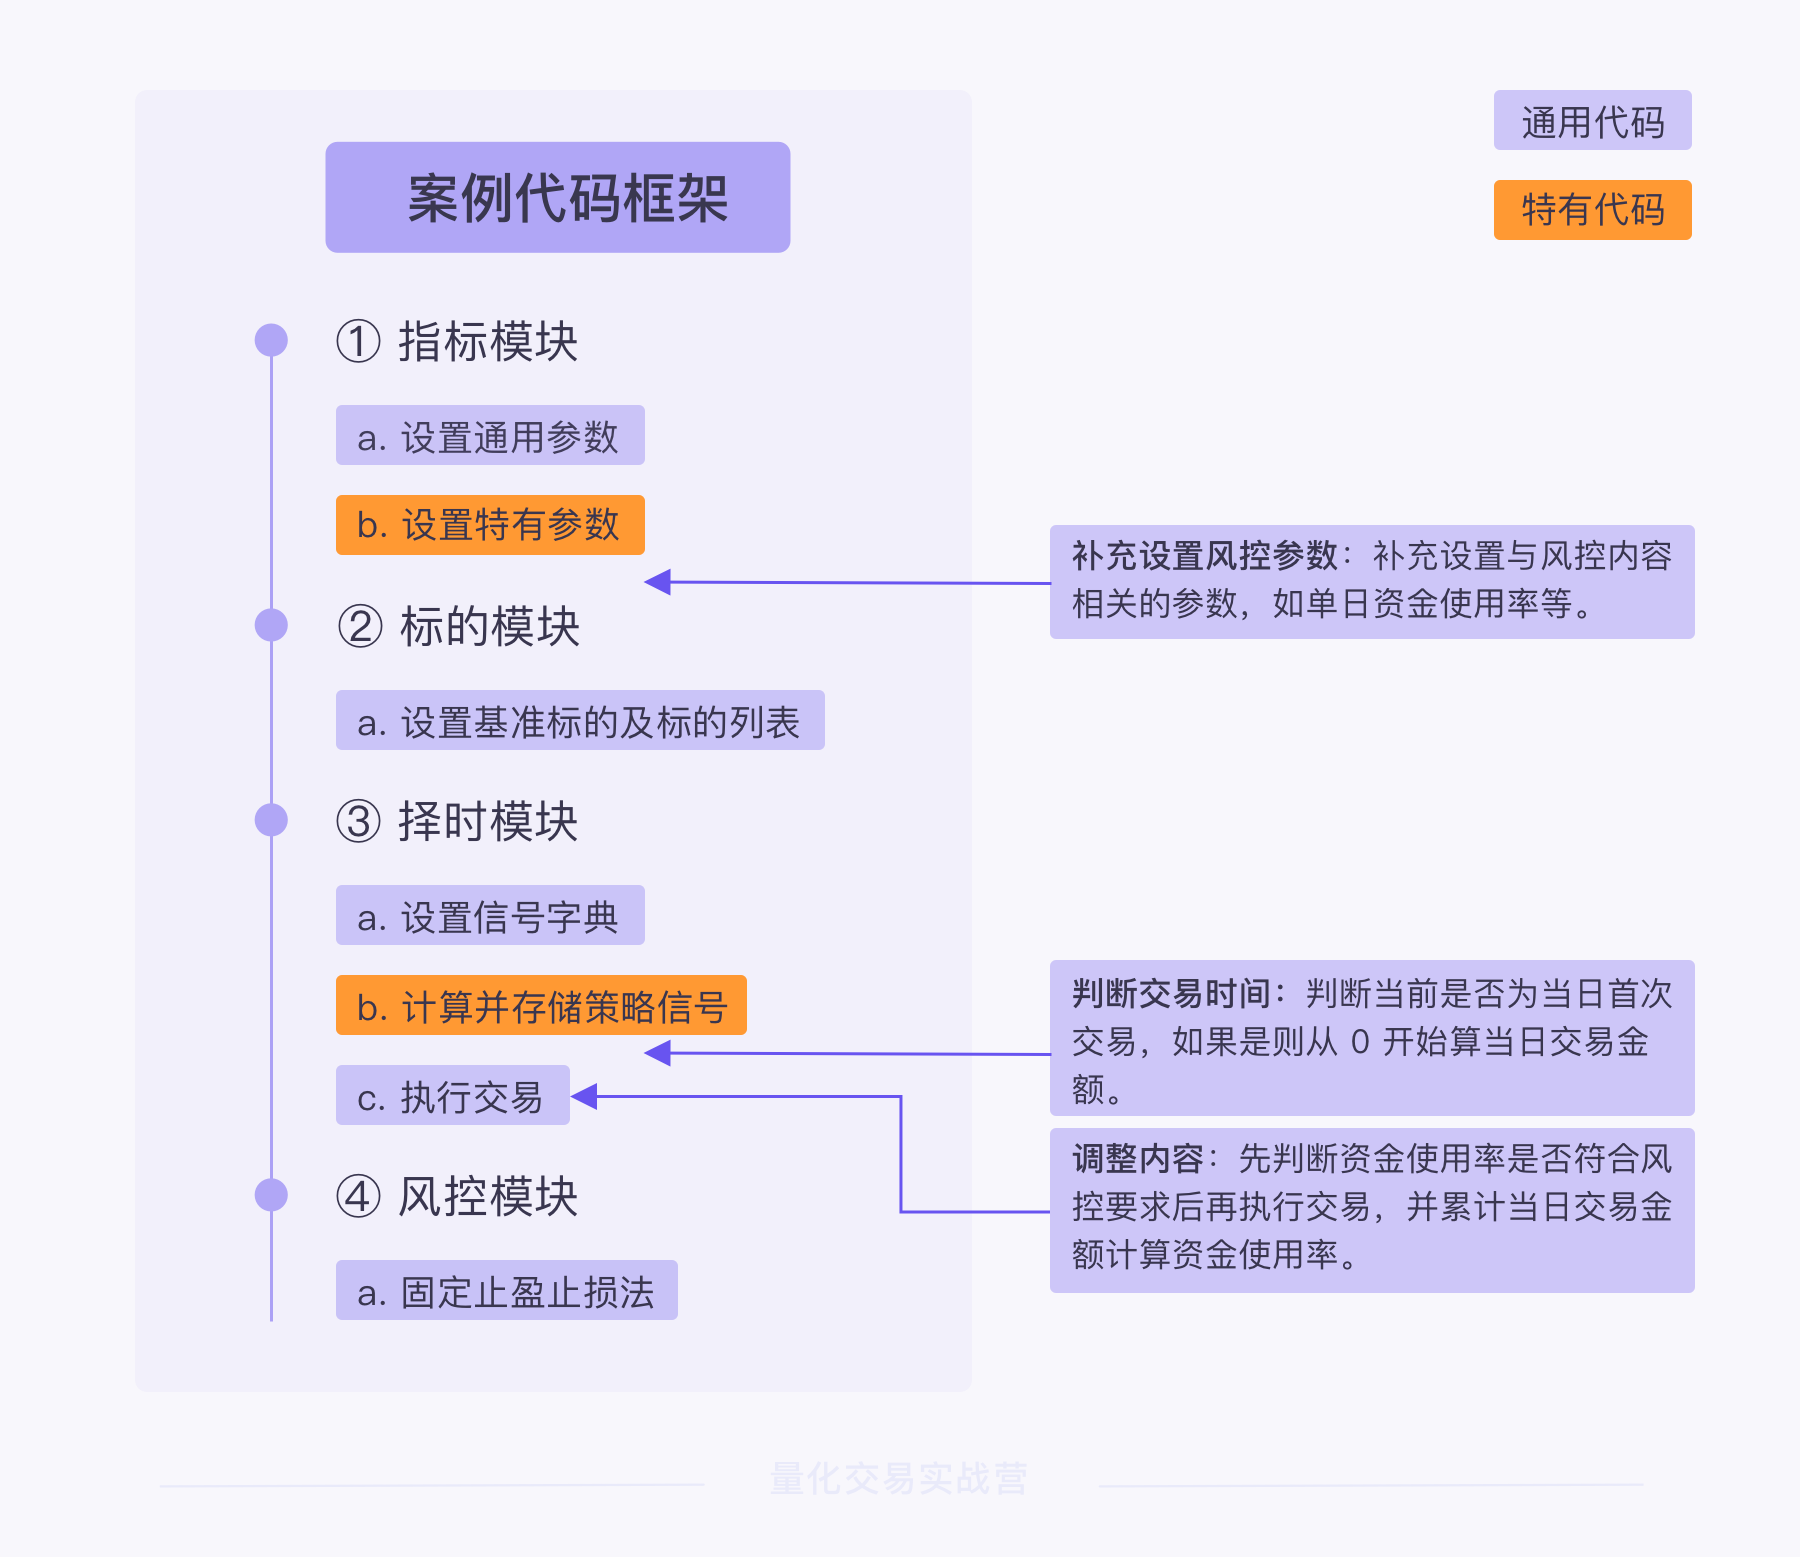 案例代码框架
通用代码
特有代码
① 指标模块
a. 设置通用参数
b. 设置特有参数
补充设置风控参数：补充设置与风控内容
相关的参数，如单日资金使用率等。
② 标的模块
a. 设置基准标的及标的列表
③ 择时模块
a. 设置信号字典
b. 计算并存储策略信号
c. 执行交易
判断交易时间：判断当前是否为当日首次
交易，如果是则从 0 开始算当日交易金
额。
调整内容：先判断资金使用率是否符合风
控要求后再执行交易，并累计当日交易金
额计算资金使用率。
④ 风控模块
a. 固定止盈止损法
量化交易实战营